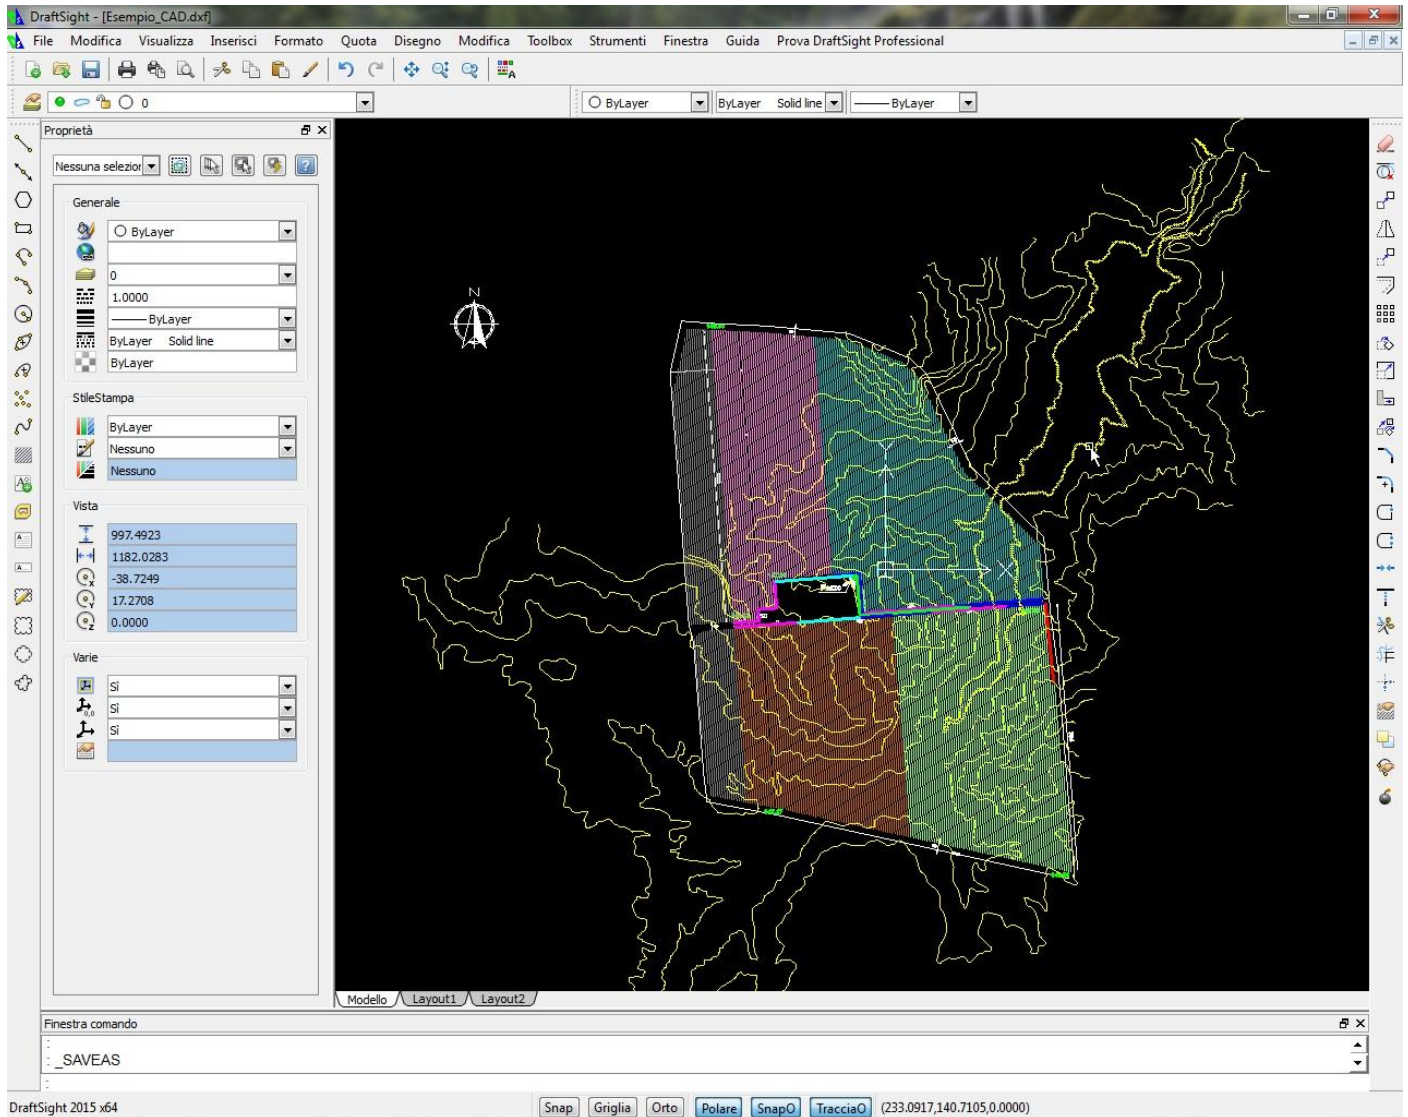 DraftSight - [Esempio_CAD.dxf]
File Modifica Visualizza Inserisci Formato Quota Disegno Modifica Toolbox Strumenti Finestra Guida Prova DraftSight Professional
0 ByLayer ByLayer Solid line ByLayer
Proprietà
Nessuna selezior
Generale
ByLayer
0
1.0000
ByLayer
ByLayer Solid line
ByLayer
StileStampa
ByLayer
Nessuno
Nessuno
Vista
997.4923
1182.0283
-38.7249
17.2708
0.0000
Varie
Sì
Sì
Sì
N
Y
X
Modello Layout1 Layout2
Finestra comando
:
: _SAVEAS
:
DraftSight 2015 x64 Snap Griglia Orto Polare SnapO TracciaO (233.0917,140.7105,0.0000)